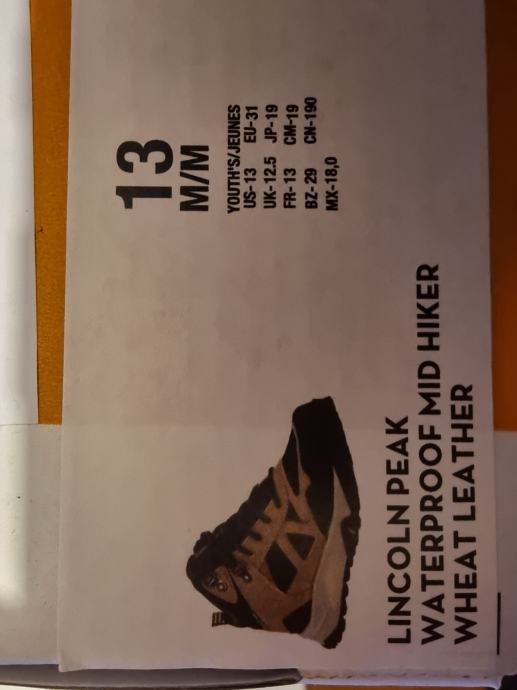 13
M/M
YOUTH'S/JEUNES
US-13 EU-31
UK-12.5 JP-19
FR-13 CM-19
BZ-29 CN-190
MX-18,0
LINCOLN PEAK
WATERPROOF MID HIKER
WHEAT LEATHER